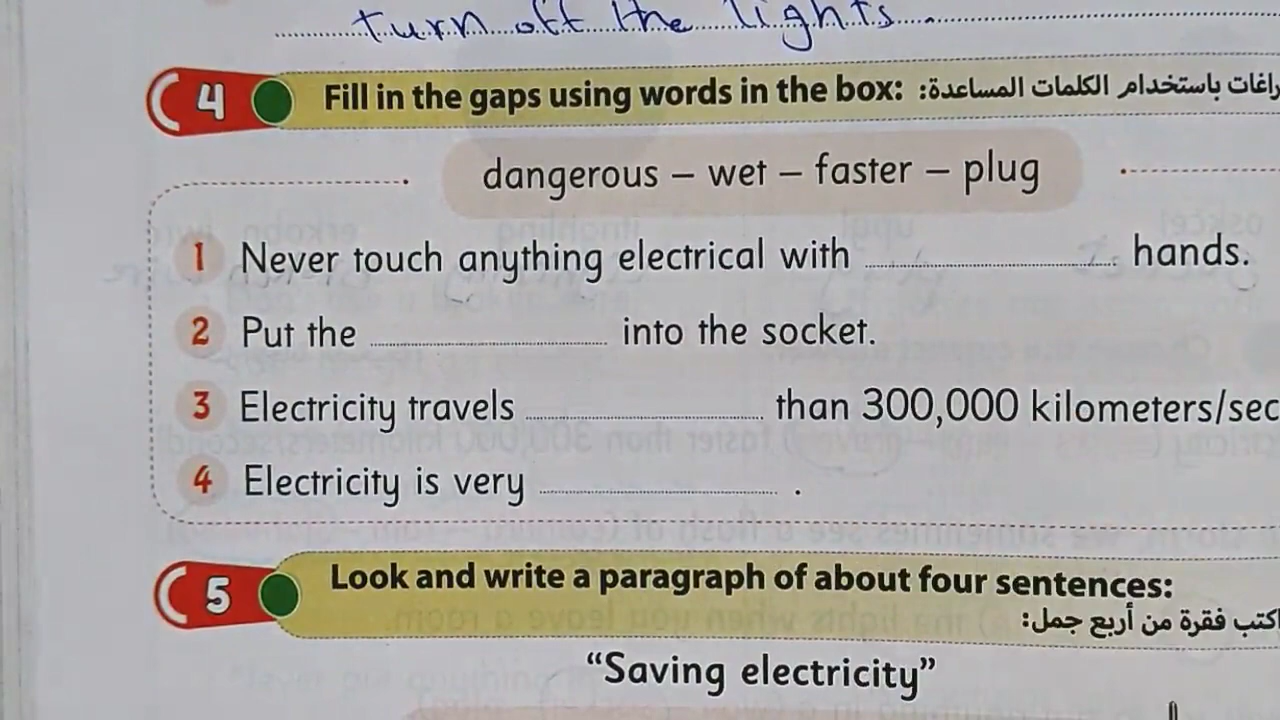 turn off the lights.
4 Fill in the gaps using words in the box: باستخدام الكلمات المساعدة:
dangerous – wet – faster – plug
1 Never touch anything electrical with ........ hands.
2 Put the ........ into the socket.
3 Electricity travels ........ than 300,000 kilometers/sec
4 Electricity is very ........ .
5 Look and write a paragraph of about four sentences:
اكتب فقرة من أربع جمل:
“Saving electricity”